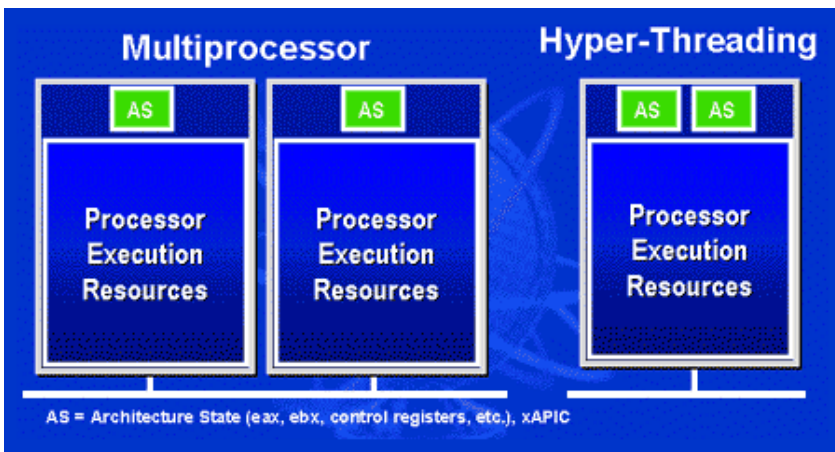 Multiprocessor
Hyper-Threading
AS
AS
AS
AS
Processor
Execution
Resources
Processor
Execution
Resources
Processor
Execution
Resources
AS = Architecture State (eax, ebx, control registers, etc.), xAPIC